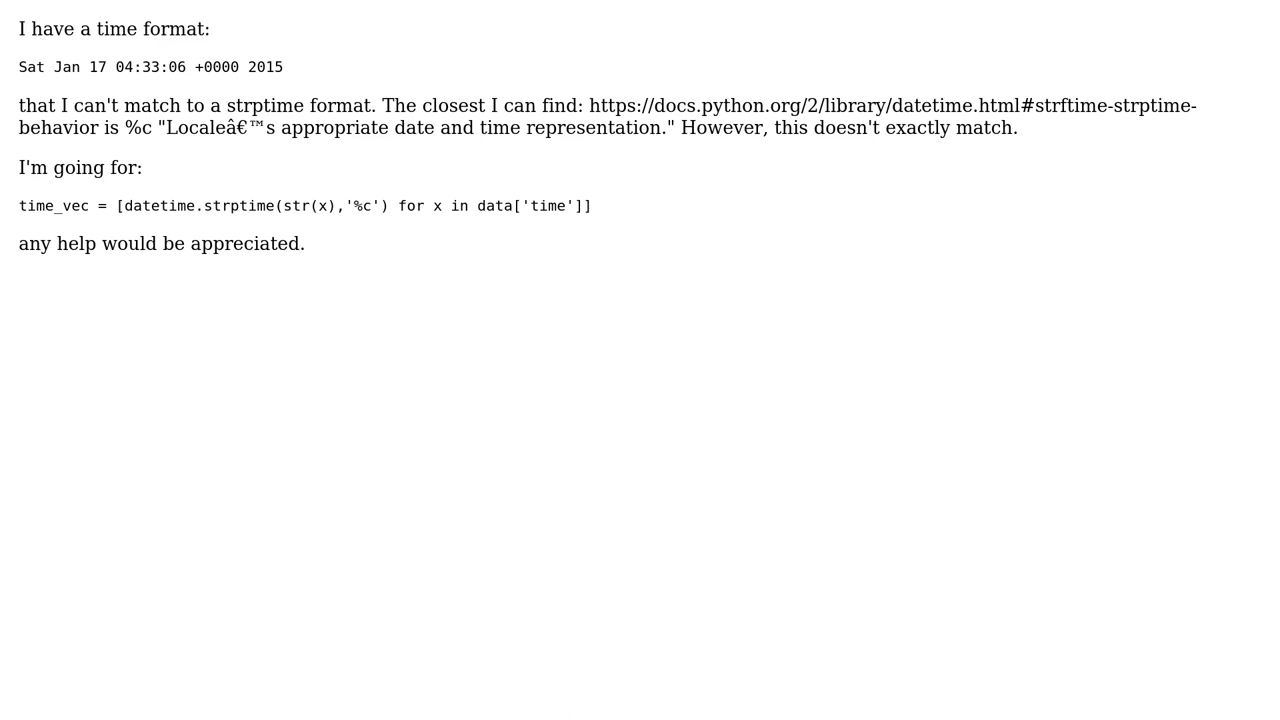 I have a time format:
Sat Jan 17 04:33:06 +0000 2015
that I can't match to a strptime format. The closest I can find: https://docs.python.org/2/library/datetime.html#strftime-strptime-
behavior is %c "Localeâ€™s appropriate date and time representation." However, this doesn't exactly match.
I'm going for:
time_vec = [datetime.strptime(str(x),'%c') for x in data['time']]
any help would be appreciated.